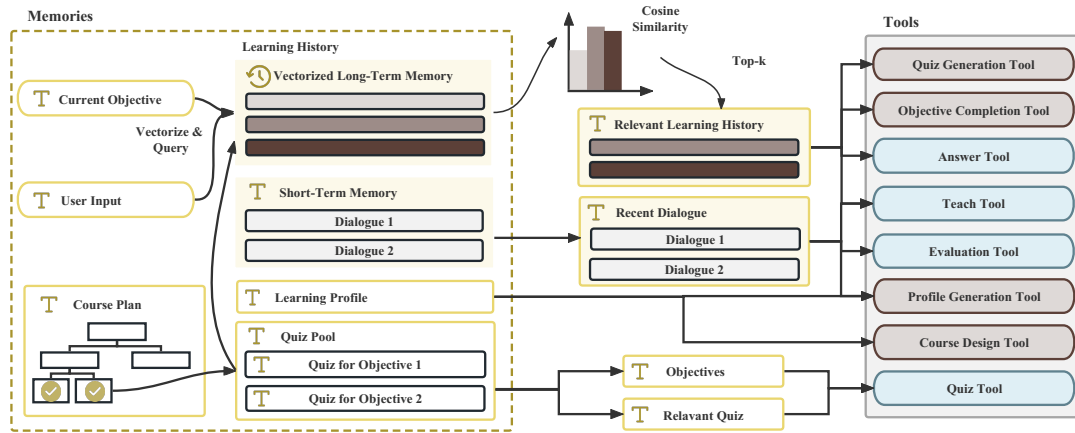 Memories
Learning History
Vectorized Long-Term Memory
Current Objective
Vectorize &
Query
User Input
Short-Term Memory
Dialogue 1
Dialogue 2
Learning Profile
Course Plan
Quiz Pool
Quiz for Objective 1
Quiz for Objective 2
Cosine
Similarity
Top-k
Relevant Learning History
Recent Dialogue
Dialogue 1
Dialogue 2
Objectives
Relavant Quiz
Tools
Quiz Generation Tool
Objective Completion Tool
Answer Tool
Teach Tool
Evaluation Tool
Profile Generation Tool
Course Design Tool
Quiz Tool